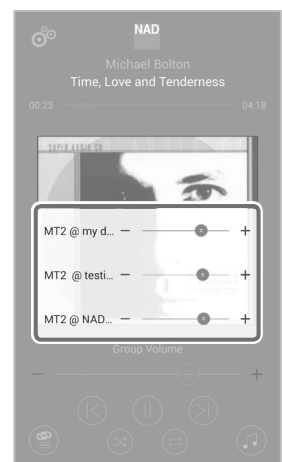 NAD
Michael Bolton
Time, Love and Tenderness
00:23 04:18
SUPER AUDIO CD
MT2 @ my d...
MT2 @ testi...
MT2 @ NAD...
Group Volume